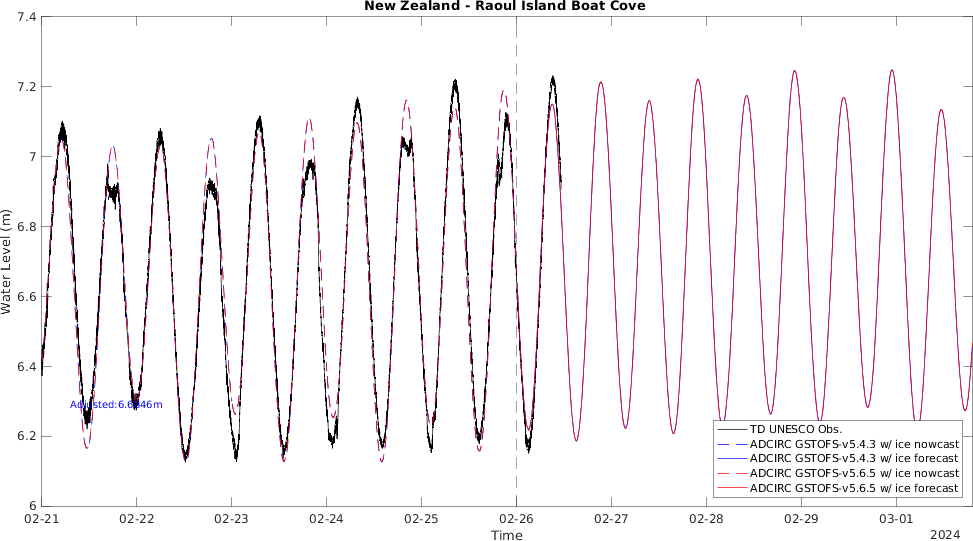 New Zealand - Raoul Island Boat Cove
7.4
7.2
7
6.8
6.6
6.4
6.2
6
Water Level (m)
02-21
02-22
02-23
02-24
02-25
02-26
02-27
02-28
02-29
03-01
Time
2024
TD UNESCO Obs.
ADCIRC GSTOFS-v5.4.3 w/ ice nowcast
ADCIRC GSTOFS-v5.4.3 w/ ice forecast
ADCIRC GSTOFS-v5.6.5 w/ ice nowcast
ADCIRC GSTOFS-v5.6.5 w/ ice forecast